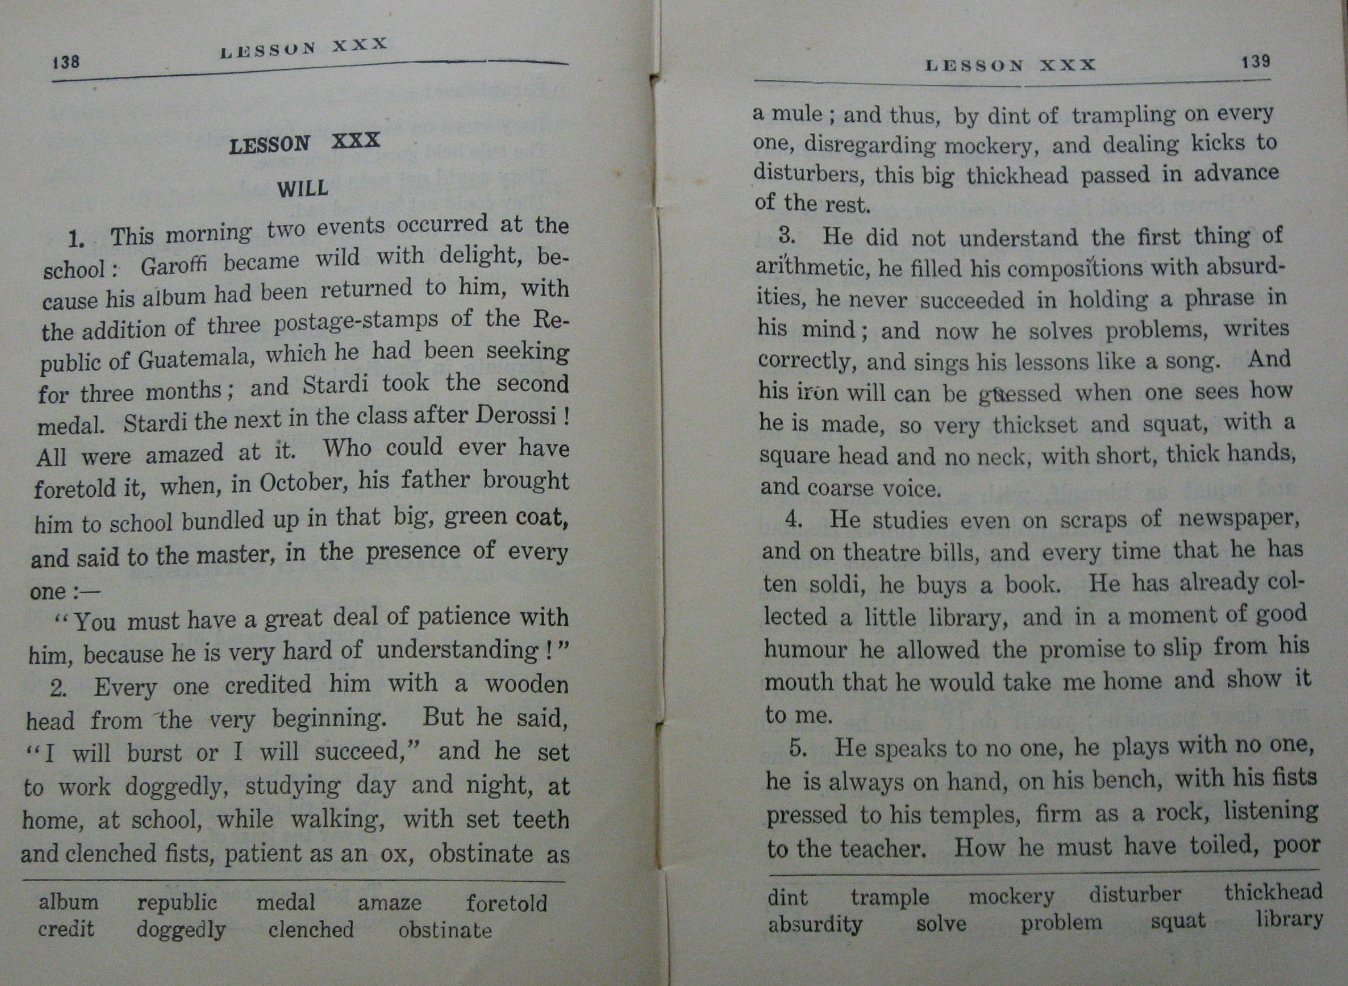 138
LESSON XXX
LESSON XXX
WILL
1. This morning two events occurred at the
school : Garoffi became wild with delight, be-
cause his album had been returned to him, with
the addition of three postage-stamps of the Re-
public of Guatemala, which he had been seeking
for three months ; and Stardi took the second
medal. Stardi the next in the class after Derossi !
All were amazed at it. Who could ever have
foretold it, when, in October, his father brought
him to school bundled up in that big, green coat,
and said to the master, in the presence of every
one :—
“You must have a great deal of patience with
him, because he is very hard of understanding !”
2. Every one credited him with a wooden
head from the very beginning. But he said,
“I will burst or I will succeed,” and he set
to work doggedly, studying day and night, at
home, at school, while walking, with set teeth
and clenched fists, patient as an ox, obstinate as
album republic medal amaze foretold
credit doggedly clenched obstinate
LESSON XXX
139
a mule ; and thus, by dint of trampling on every
one, disregarding mockery, and dealing kicks to
disturbers, this big thickhead passed in advance
of the rest.
3. He did not understand the first thing of
arithmetic, he filled his compositions with absurd-
ities, he never succeeded in holding a phrase in
his mind ; and now he solves problems, writes
correctly, and sings his lessons like a song. And
his iron will can be guessed when one sees how
he is made, so very thickset and squat, with a
square head and no neck, with short, thick hands,
and coarse voice.
4. He studies even on scraps of newspaper,
and on theatre bills, and every time that he has
ten soldi, he buys a book. He has already col-
lected a little library, and in a moment of good
humour he allowed the promise to slip from his
mouth that he would take me home and show it
to me.
5. He speaks to no one, he plays with no one,
he is always on hand, on his bench, with his fists
pressed to his temples, firm as a rock, listening
to the teacher. How he must have toiled, poor
dint trample mockery disturber thickhead
absurdity solve problem squat library